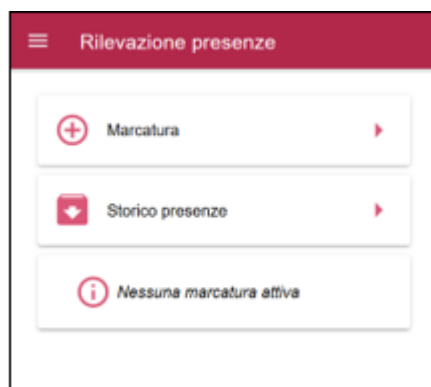 Rilevazione presenze
Marcatura
Storico presenze
Nessuna marcatura attiva